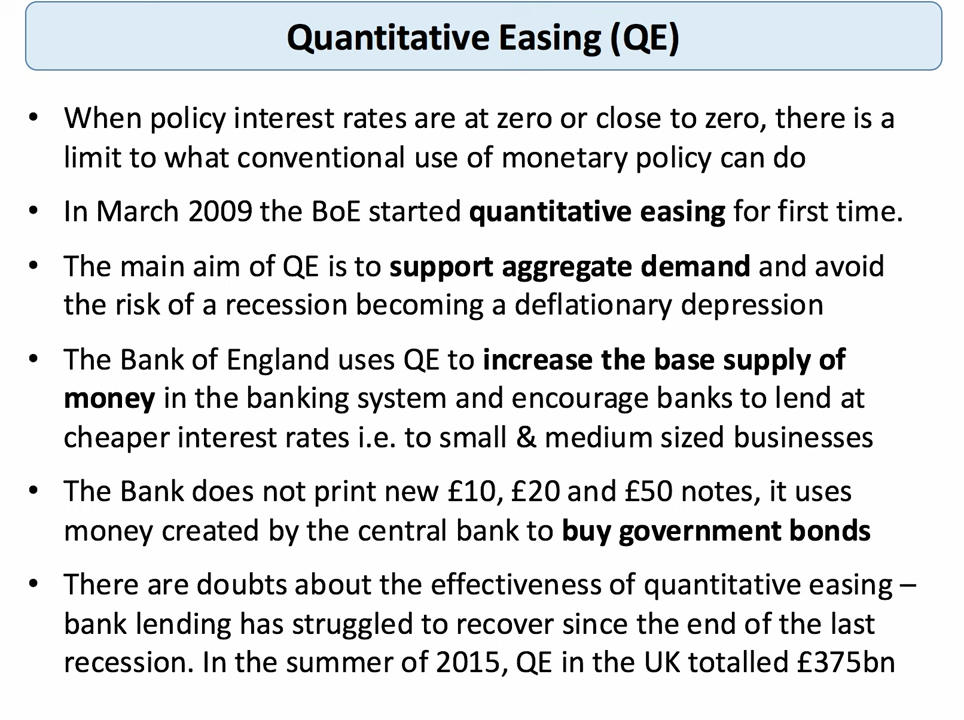 Quantitative Easing (QE)
• When policy interest rates are at zero or close to zero, there is a
limit to what conventional use of monetary policy can do
• In March 2009 the BoE started quantitative easing for first time.
• The main aim of QE is to support aggregate demand and avoid
the risk of a recession becoming a deflationary depression
• The Bank of England uses QE to increase the base supply of
money in the banking system and encourage banks to lend at
cheaper interest rates i.e. to small & medium sized businesses
• The Bank does not print new £10, £20 and £50 notes, it uses
money created by the central bank to buy government bonds
• There are doubts about the effectiveness of quantitative easing –
bank lending has struggled to recover since the end of the last
recession. In the summer of 2015, QE in the UK totalled £375bn